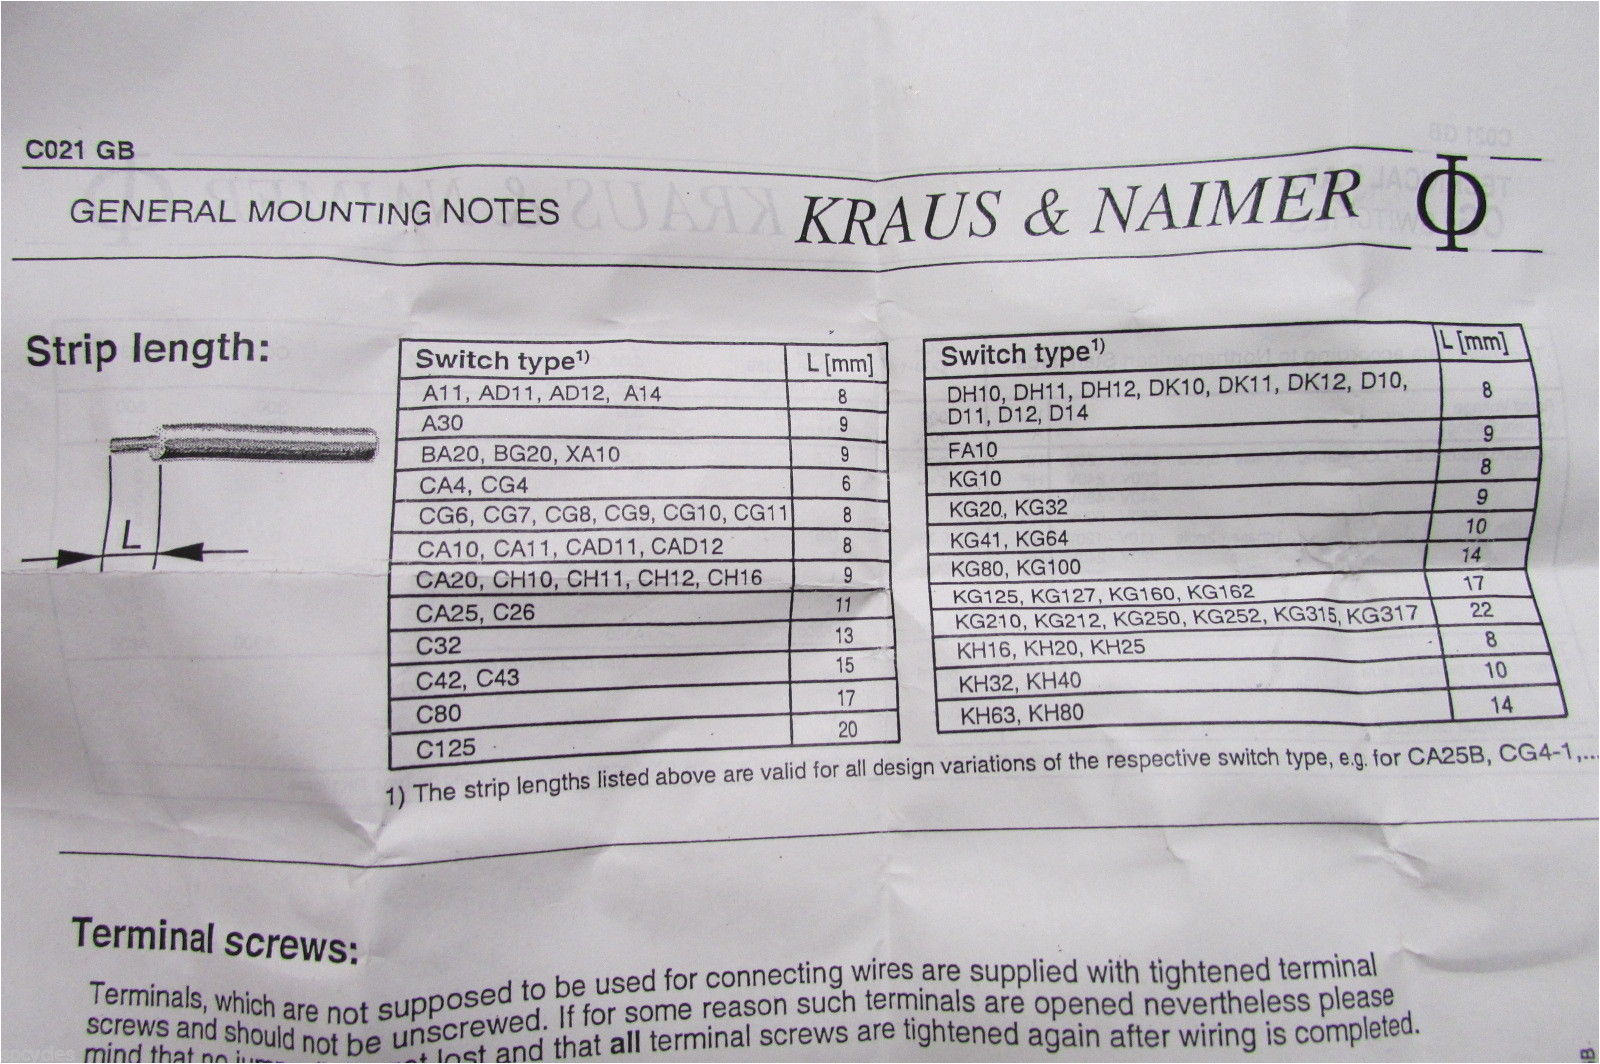 C021 GB
GENERAL MOUNTING NOTES KRAUS & NAIMER
Strip length:
L
Switch type1) L [mm]
A11, AD11, AD12, A14 8
A30 9
BA20, BG20, XA10 9
CA4, CG4 6
CG6, CG7, CG8, CG9, CG10, CG11 8
CA10, CA11, CAD11, CAD12 8
CA20, CH10, CH11, CH12, CH16 9
CA25, C26 11
C32 13
C42, C43 15
C80 17
C125 20
Switch type1) L [mm]
DH10, DH11, DH12, DK10, DK11, DK12, D10, 8
D11, D12, D14
FA10 9
KG10 8
KG20, KG32 9
KG41, KG64 10
KG80, KG100 14
KG125, KG127, KG160, KG162 17
KG210, KG212, KG250, KG252, KG315, KG317 22
KH16, KH20, KH25 8
KH32, KH40 10
KH63, KH80 14
1) The strip lengths listed above are valid for all design variations of the respective switch type, e.g. for CA25B, CG4-1,...
Terminal screws:
Terminals, which are not supposed to be used for connecting wires are supplied with tightened terminal
screws and should not be unscrewed. If for some reason such terminals are opened nevertheless please
mind that no lost and that all terminal screws are tightened again after wiring is completed.